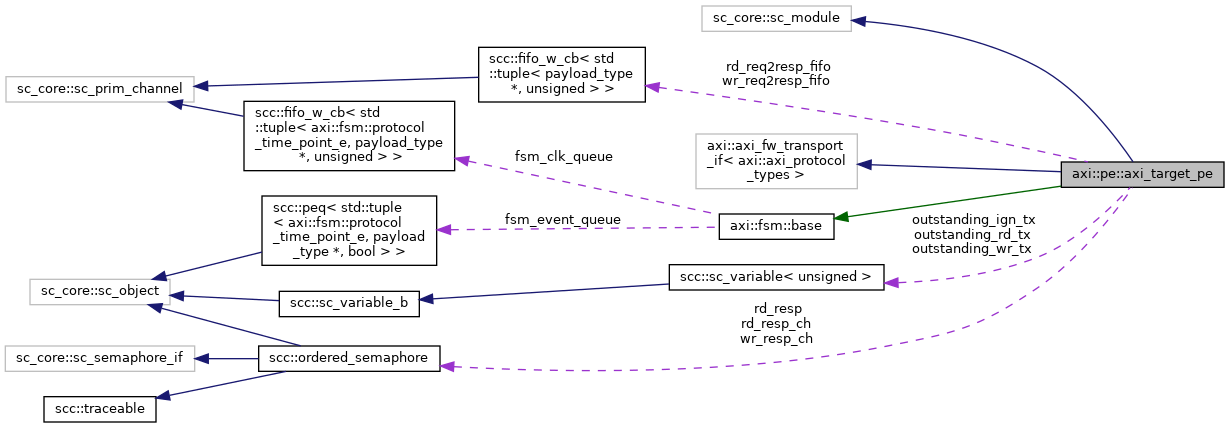 sc_core::sc_module
scc::fifo_w_cb< std
::tuple< payload_type
*, unsigned > >
rd_req2resp_fifo
wr_req2resp_fifo
sc_core::sc_prim_channel
scc::fifo_w_cb< std
::tuple< axi::fsm::protocol
_time_point_e, payload_type
*, unsigned > >
axi::axi_fw_transport
_if< axi::axi_protocol
_types >
fsm_clk_queue
axi::pe::axi_target_pe
scc::peq< std::tuple
< axi::fsm::protocol
_time_point_e, payload
_type *, bool > >
fsm_event_queue
axi::fsm::base
outstanding_ign_tx
outstanding_rd_tx
outstanding_wr_tx
sc_core::sc_object
scc::sc_variable_b
scc::sc_variable< unsigned >
rd_resp
rd_resp_ch
wr_resp_ch
sc_core::sc_semaphore_if
scc::ordered_semaphore
scc::traceable